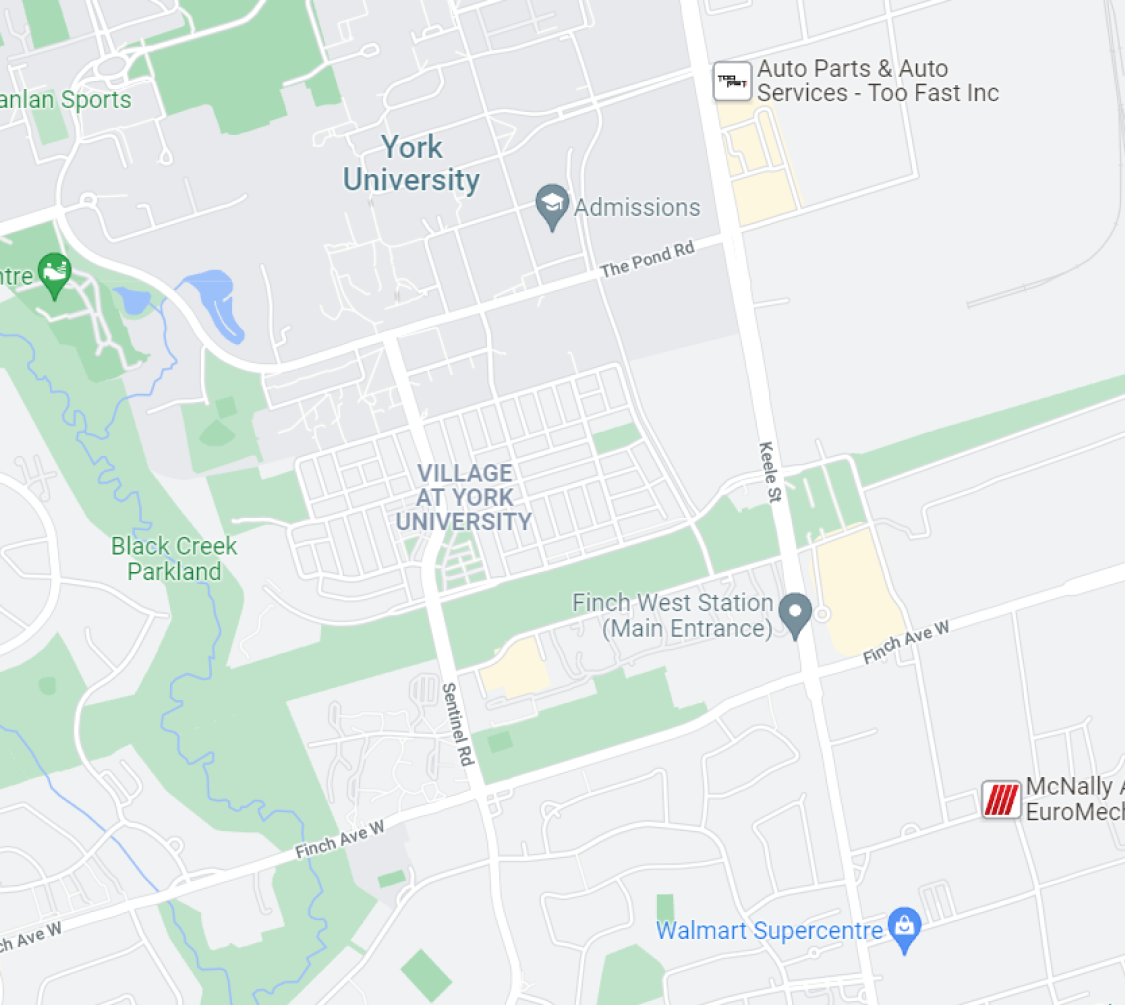 Auto Parts & Auto
Services - Too Fast Inc
TOO
FAST
anlan Sports
York
University
Admissions
The Pond Rd
ntre
Keele St
VILLAGE
AT YORK
UNIVERSITY
Black Creek
Parkland
Finch West Station
(Main Entrance)
Finch Ave W
Sentinel Rd
McNally A
EuroMech
Finch Ave W
Walmart Supercentre
ch Ave W